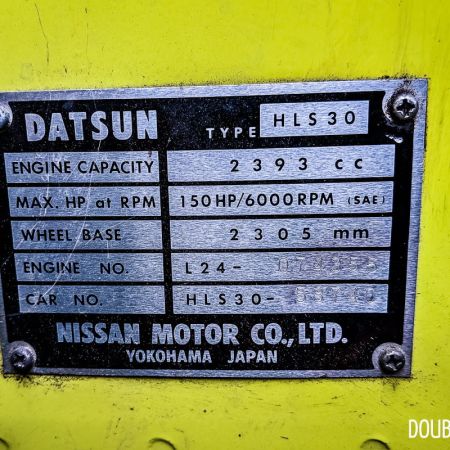 DATSUN TYPE HLS30
ENGINE CAPACITY 2393 cc
MAX. HP at RPM 150HP/6000RPM (SAE)
WHEEL BASE 2305 mm
ENGINE NO. L24-
CAR NO. HLS30-
NISSAN MOTOR CO., LTD.
YOKOHAMA JAPAN
DOUB